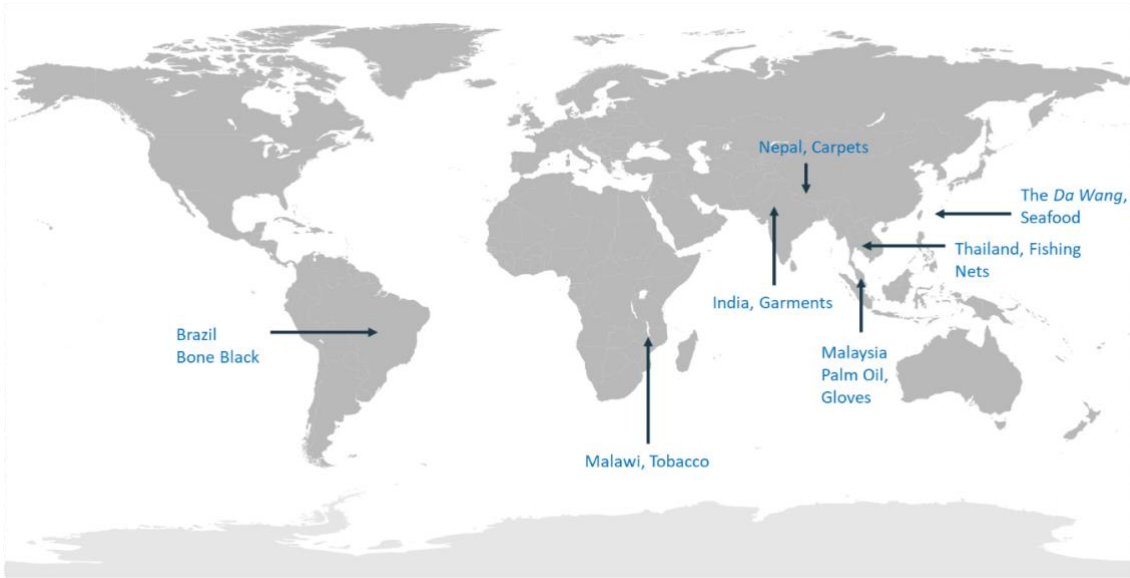 Nepal, Carpets
The Da Wang,
Seafood
Thailand, Fishing
Nets
India, Garments
Brazil
Bone Black
Malaysia
Palm Oil,
Gloves
Malawi, Tobacco